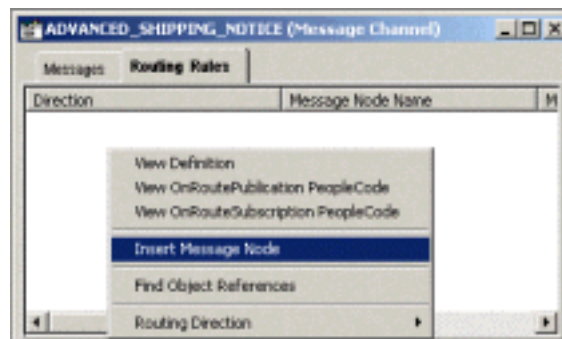 ADVANCED_SHIPPING_NOTICE (Message Channel)
Messages Routing Rules
Direction Message Node Name M
View Definition
View OnRoutePublication PeopleCode
View OnRouteSubscription PeopleCode
Insert Message Node
Find Object References
Routing Direction